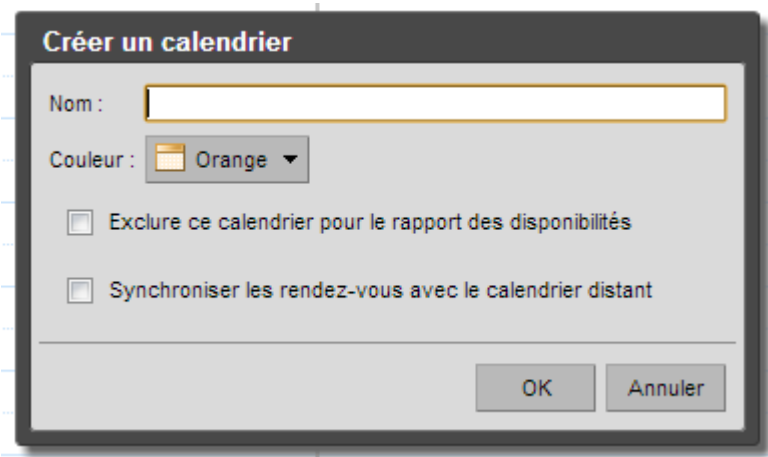 Créer un calendrier
Nom :
Couleur : Orange
Exclure ce calendrier pour le rapport des disponibilités
Synchroniser les rendez-vous avec le calendrier distant
OK Annuler